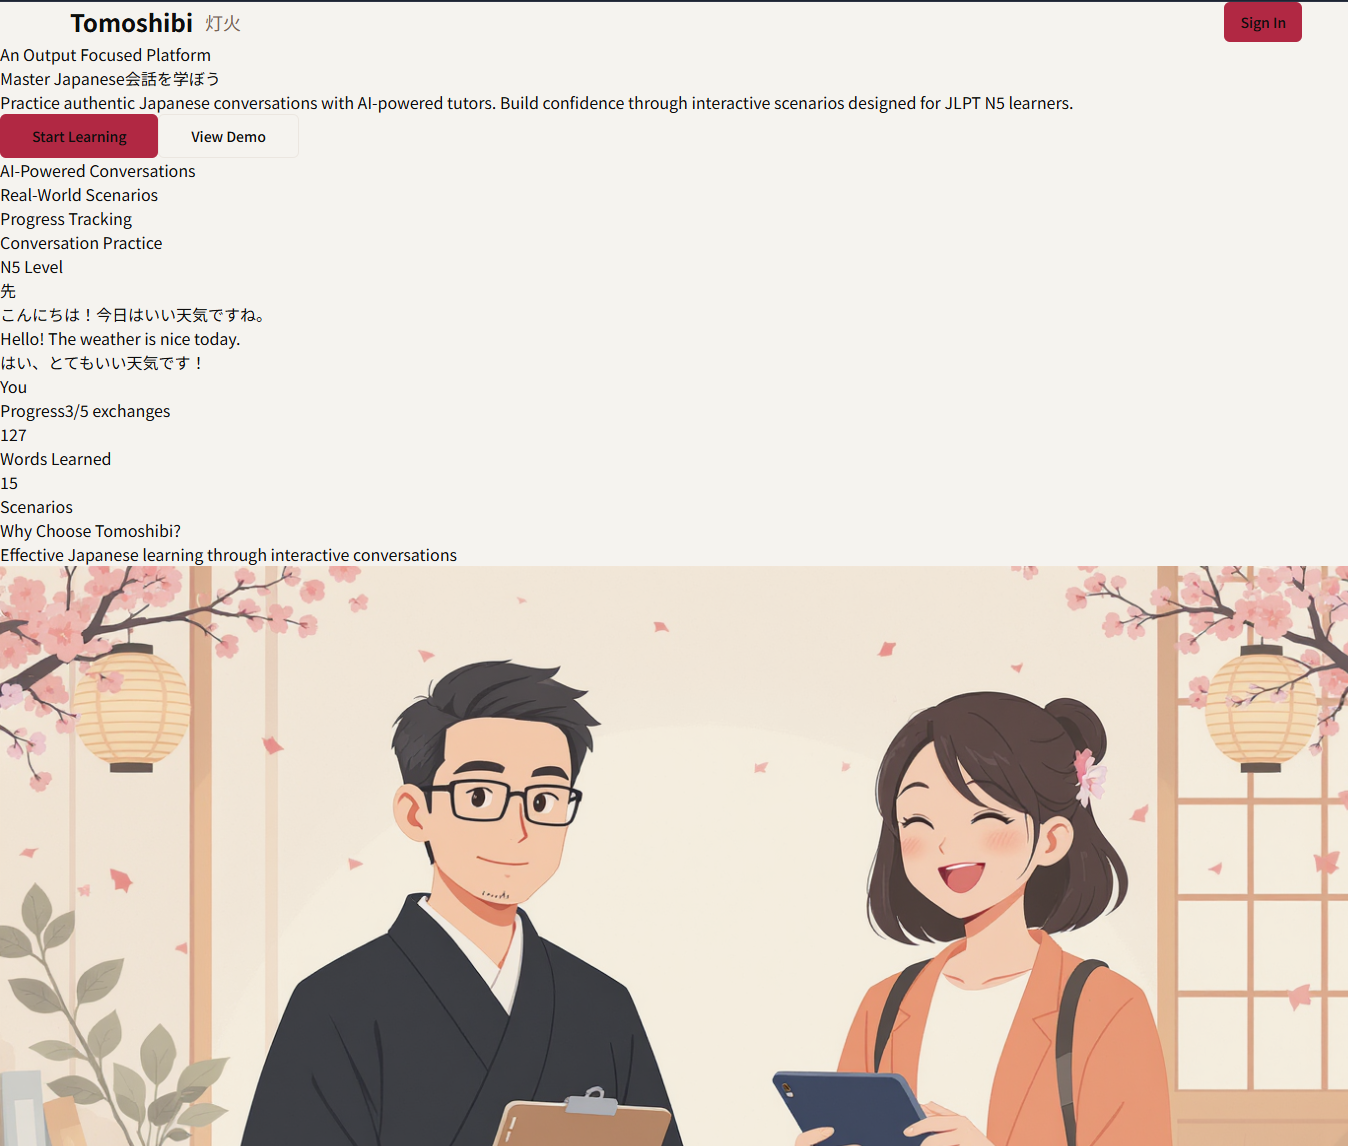 Tomoshibi 灯火
Sign In
An Output Focused Platform
Master Japanese会話を学ぼう
Practice authentic Japanese conversations with AI-powered tutors. Build confidence through interactive scenarios designed for JLPT N5 learners.
Start Learning
View Demo
AI-Powered Conversations
Real-World Scenarios
Progress Tracking
Conversation Practice
N5 Level
先
こんにちは！今日はいい天気ですね。
Hello! The weather is nice today.
はい、とてもいい天気です！
You
Progress3/5 exchanges
127
Words Learned
15
Scenarios
Why Choose Tomoshibi?
Effective Japanese learning through interactive conversations